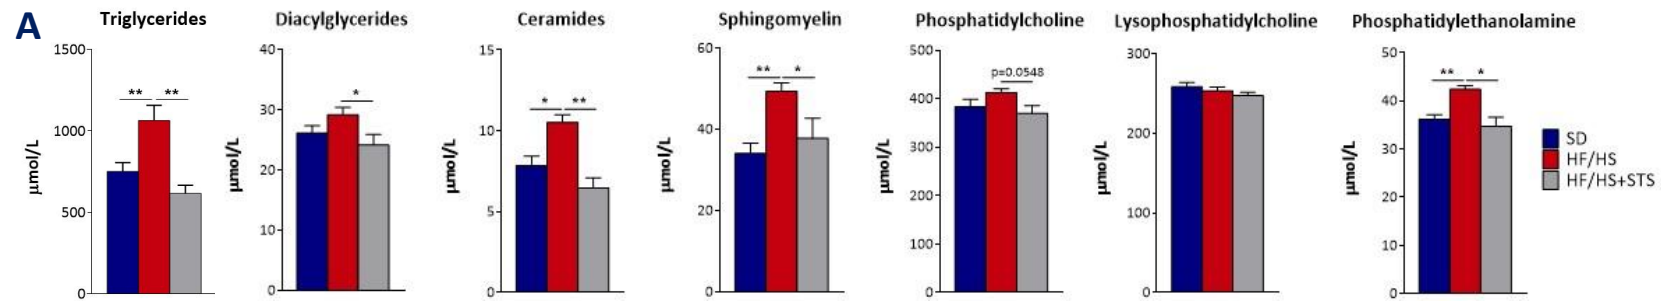 A
Triglycerides
1500
1000
500
0
μmol/L
** **
Diacylglycerides
40
30
20
10
0
μmol/L
*
Ceramides
15
10
5
0
μmol/L
* **
Sphingomyelin
60
40
20
0
μmol/L
** *
Phosphatidylcholine
500
400
300
200
100
0
μmol/L
p=0.0548
Lysophosphatidylcholine
300
200
100
0
μmol/L
Phosphatidylethanolamine
50
40
30
20
10
0
μmol/L
** *
SD
HF/HS
HF/HS+STS